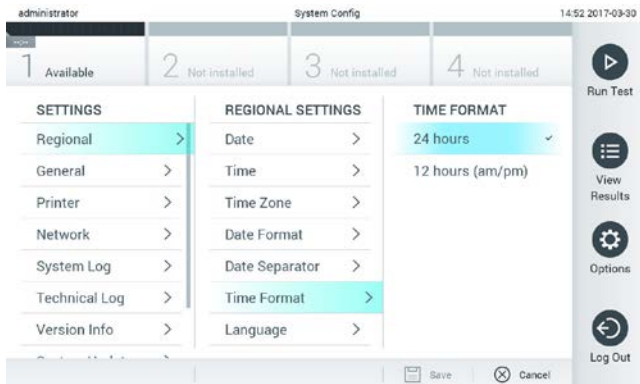 administrator System Config 14:52 2017-03-30
1 Available 2 Not installed 3 Not installed 4 Not installed
Run Test
SETTINGS REGIONAL SETTINGS TIME FORMAT
Regional Date 24 hours
General Time 12 hours (am/pm)
View Results
Printer Time Zone
Network Date Format
System Log Date Separator
Options
Technical Log Time Format
Version Info Language
Log Out
Save Cancel